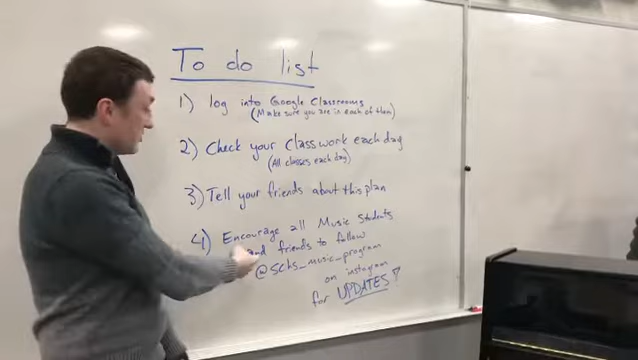 To do list
1) log into Google Classrooms
(Make sure you are in each of them)
2) Check your Classwork each day
(All classes each day)
3) Tell your friends about this plan
4) Encourage all Music Students
and friends to follow
@scks_music_program
on instagram
for UPDATES!